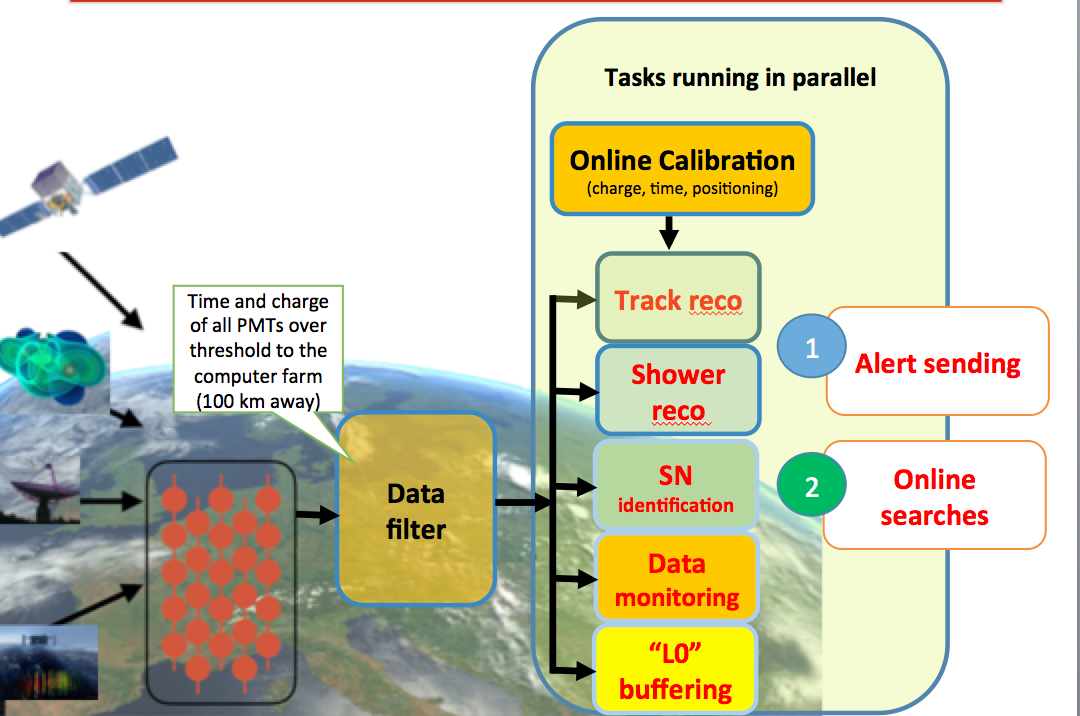 Tasks running in parallel
Online Calibration
(charge, time, positioning)
Time and charge
of all PMTs over
threshold to the
computer farm
(100 km away)
Data
filter
Track reco
Shower
reco
SN
identification
Data
monitoring
“L0”
buffering
1
Alert sending
2
Online
searches